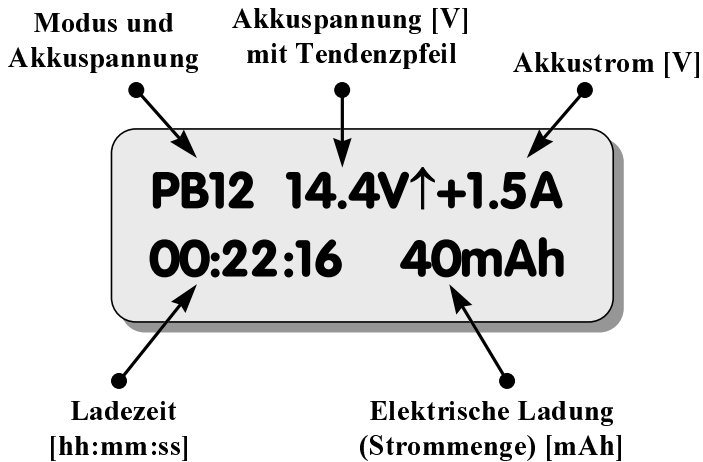 Modus und
Akkuspannung
Akkuspannung [V]
mit Tendenzpfeil
Akkustrom [V]
PB12 14.4V↑+1.5A
00:22:16 40mAh
Ladezeit
[hh:mm:ss]
Elektrische Ladung
(Strommenge) [mAh]